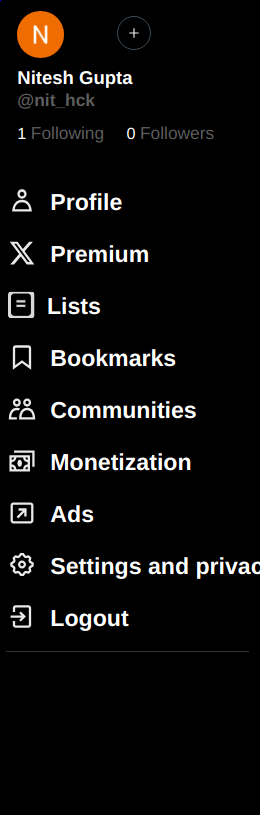 N
Nitesh Gupta
@nit_hck
1 Following 0 Followers
Profile
Premium
Lists
Bookmarks
Communities
Monetization
Ads
Settings and privac
Logout